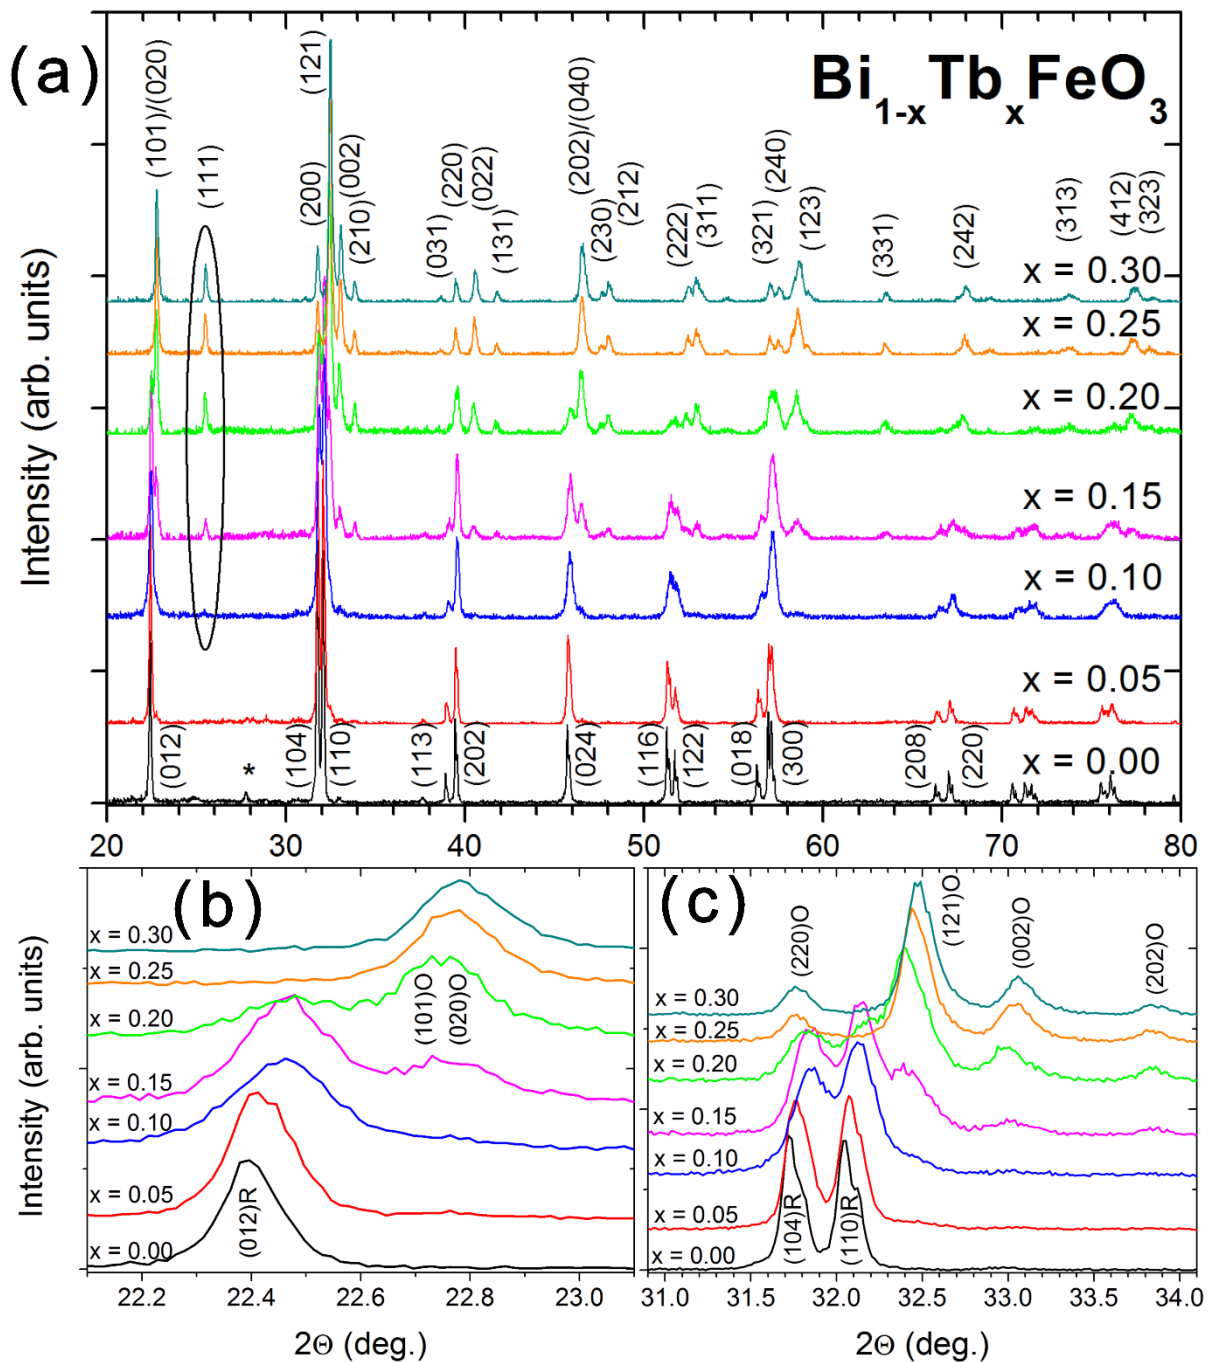 (a)
Bi1-xTbxFeO3
Intensity (arb. units)
(101)/(020)
(111)
(200)
(121)
(002)
(210)
(031)
(220)
(022)
(131)
(202)/(040)
(230)
(212)
(222)
(311)
(321)
(240)
(123)
(331)
(242)
(313)
(412)
(323)
x = 0.30
x = 0.25
x = 0.20
x = 0.15
x = 0.10
x = 0.05
x = 0.00
(012)
*
(104)
(110)
(113)
(202)
(024)
(116)
(122)
(018)
(300)
(208)
(220)
20 30 40 50 60 70 80
(b)
Intensity (arb. units)
x = 0.30
x = 0.25
x = 0.20
x = 0.15
x = 0.10
x = 0.05
x = 0.00
(101)O
(020)O
(012)R
22.2 22.4 22.6 22.8 23.0
2Θ (deg.)
(c)
(220)O
(121)O
(002)O
(202)O
x = 0.30
x = 0.25
x = 0.20
x = 0.15
x = 0.10
x = 0.05
x = 0.00
(104)R
(110)R
31.0 31.5 32.0 32.5 33.0 33.5 34.0
2Θ (deg.)